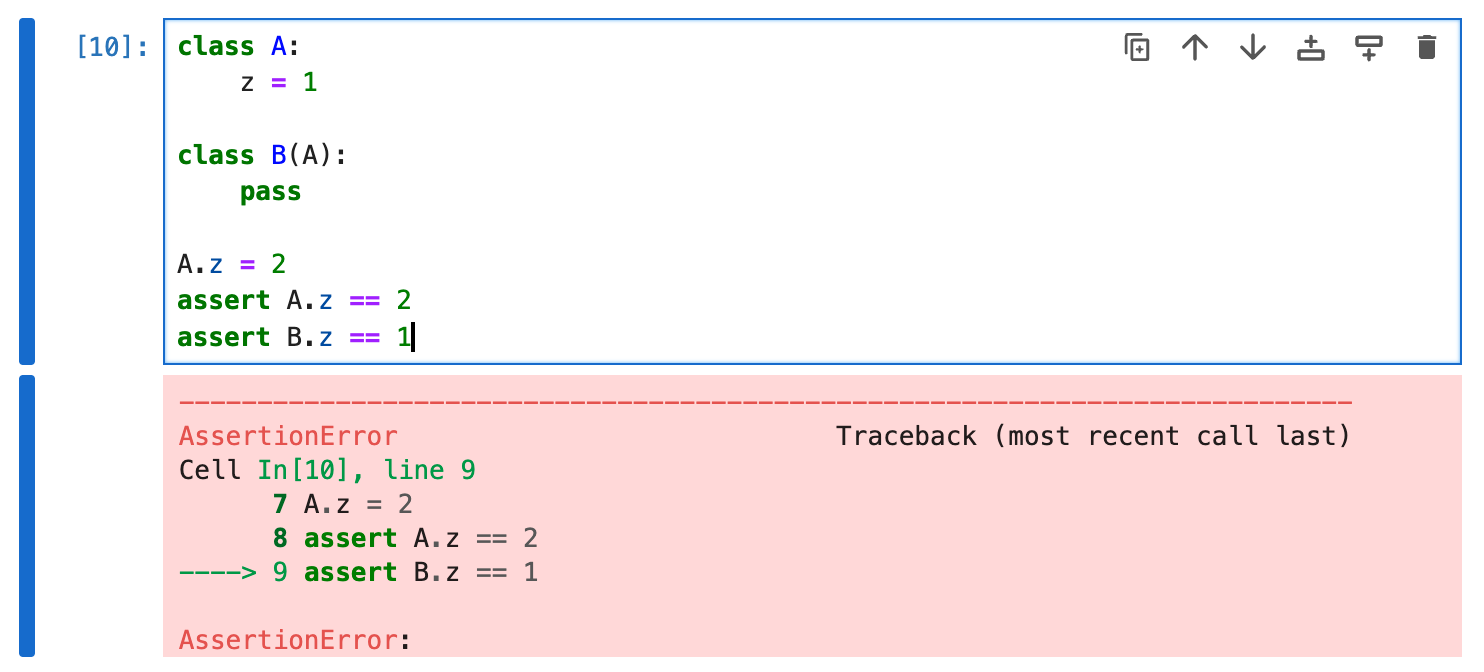 [10]:
class A:
    z = 1

class B(A):
    pass

A.z = 2
assert A.z == 2
assert B.z == 1
---------------------------------------------------------------------------
AssertionError                            Traceback (most recent call last)
Cell In[10], line 9
      7 A.z = 2
      8 assert A.z == 2
----> 9 assert B.z == 1

AssertionError: